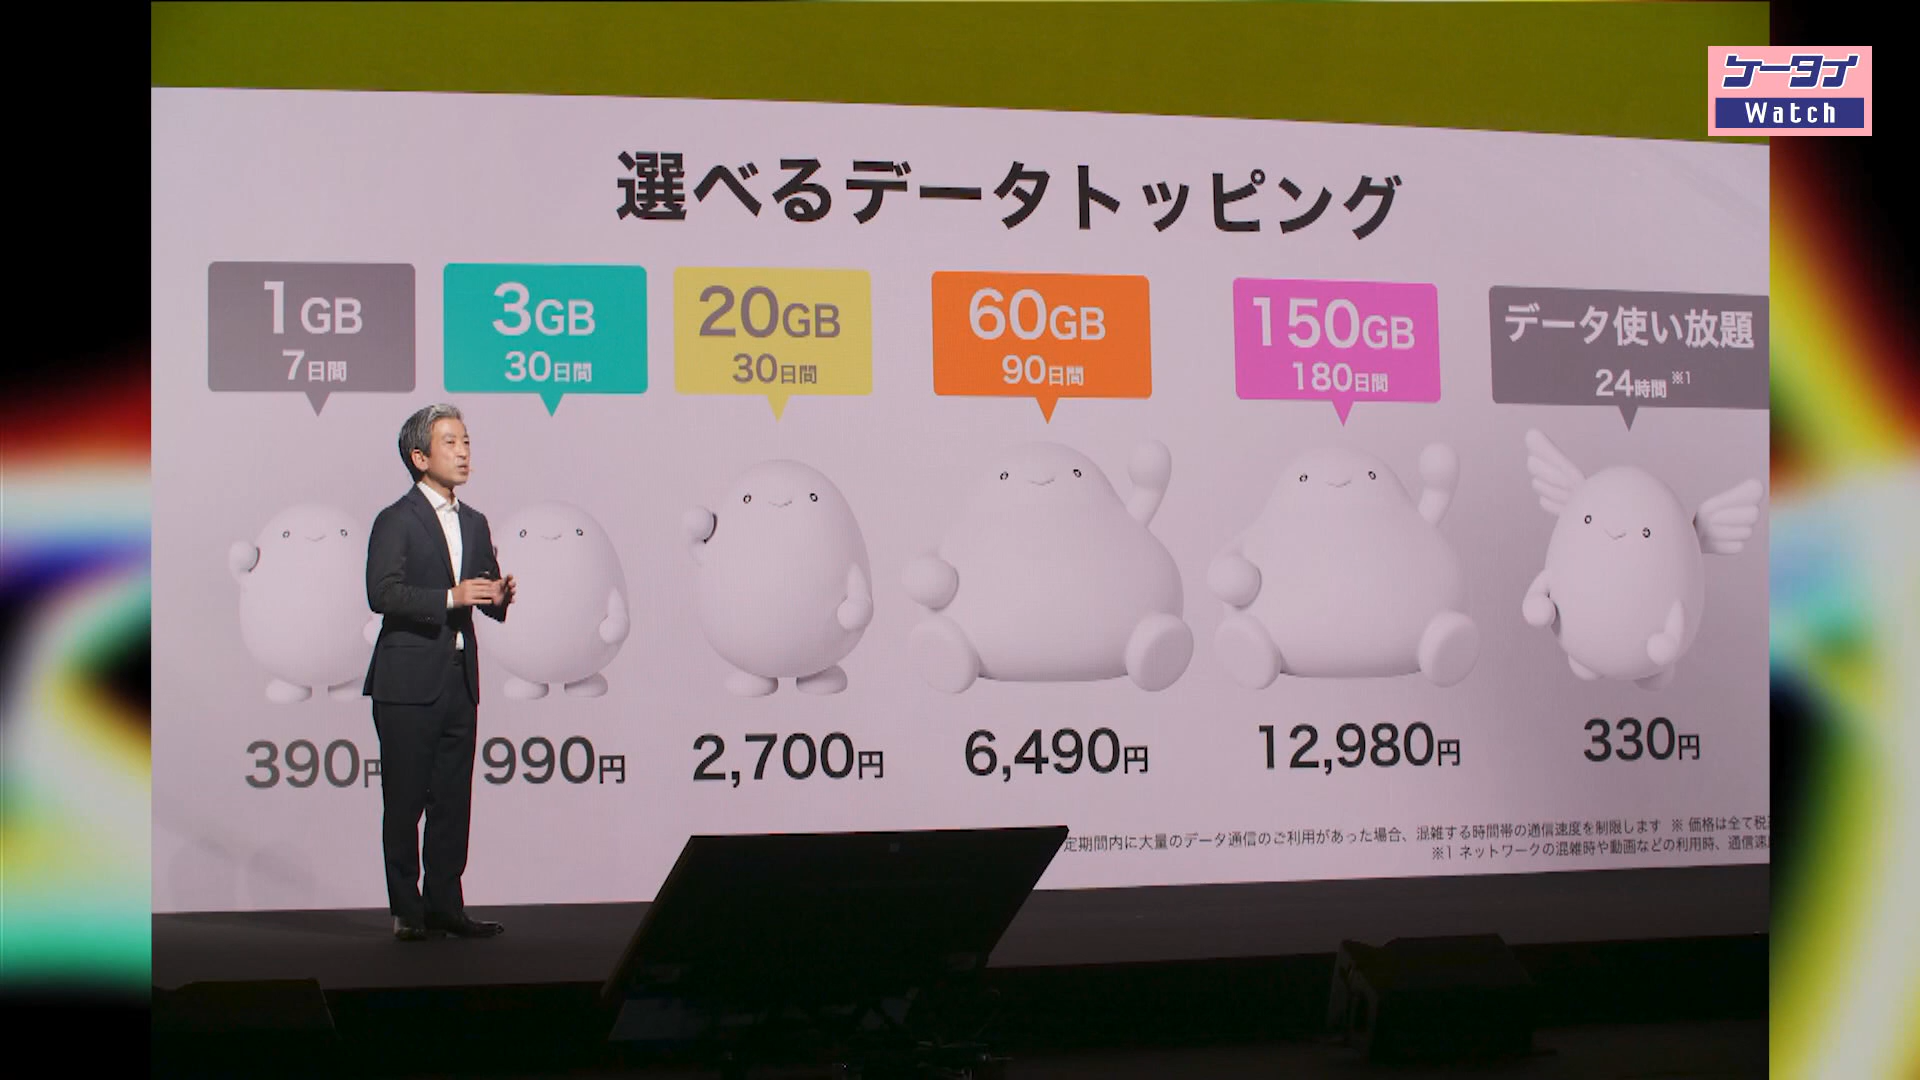 ケータイ
Watch
選べるデータトッピング
1GB
7日間
3GB
30日間
20GB
30日間
60GB
90日間
150GB
180日間
データ使い放題
24時間 ※1
390円
990円
2,700円
6,490円
12,980円
330円
定期間内に大量のデータ通信のご利用があった場合、混雑する時間帯の通信速度を制限します ※ 価格は全て税
※1 ネットワークの混雑時や動画などの利用時、通信速